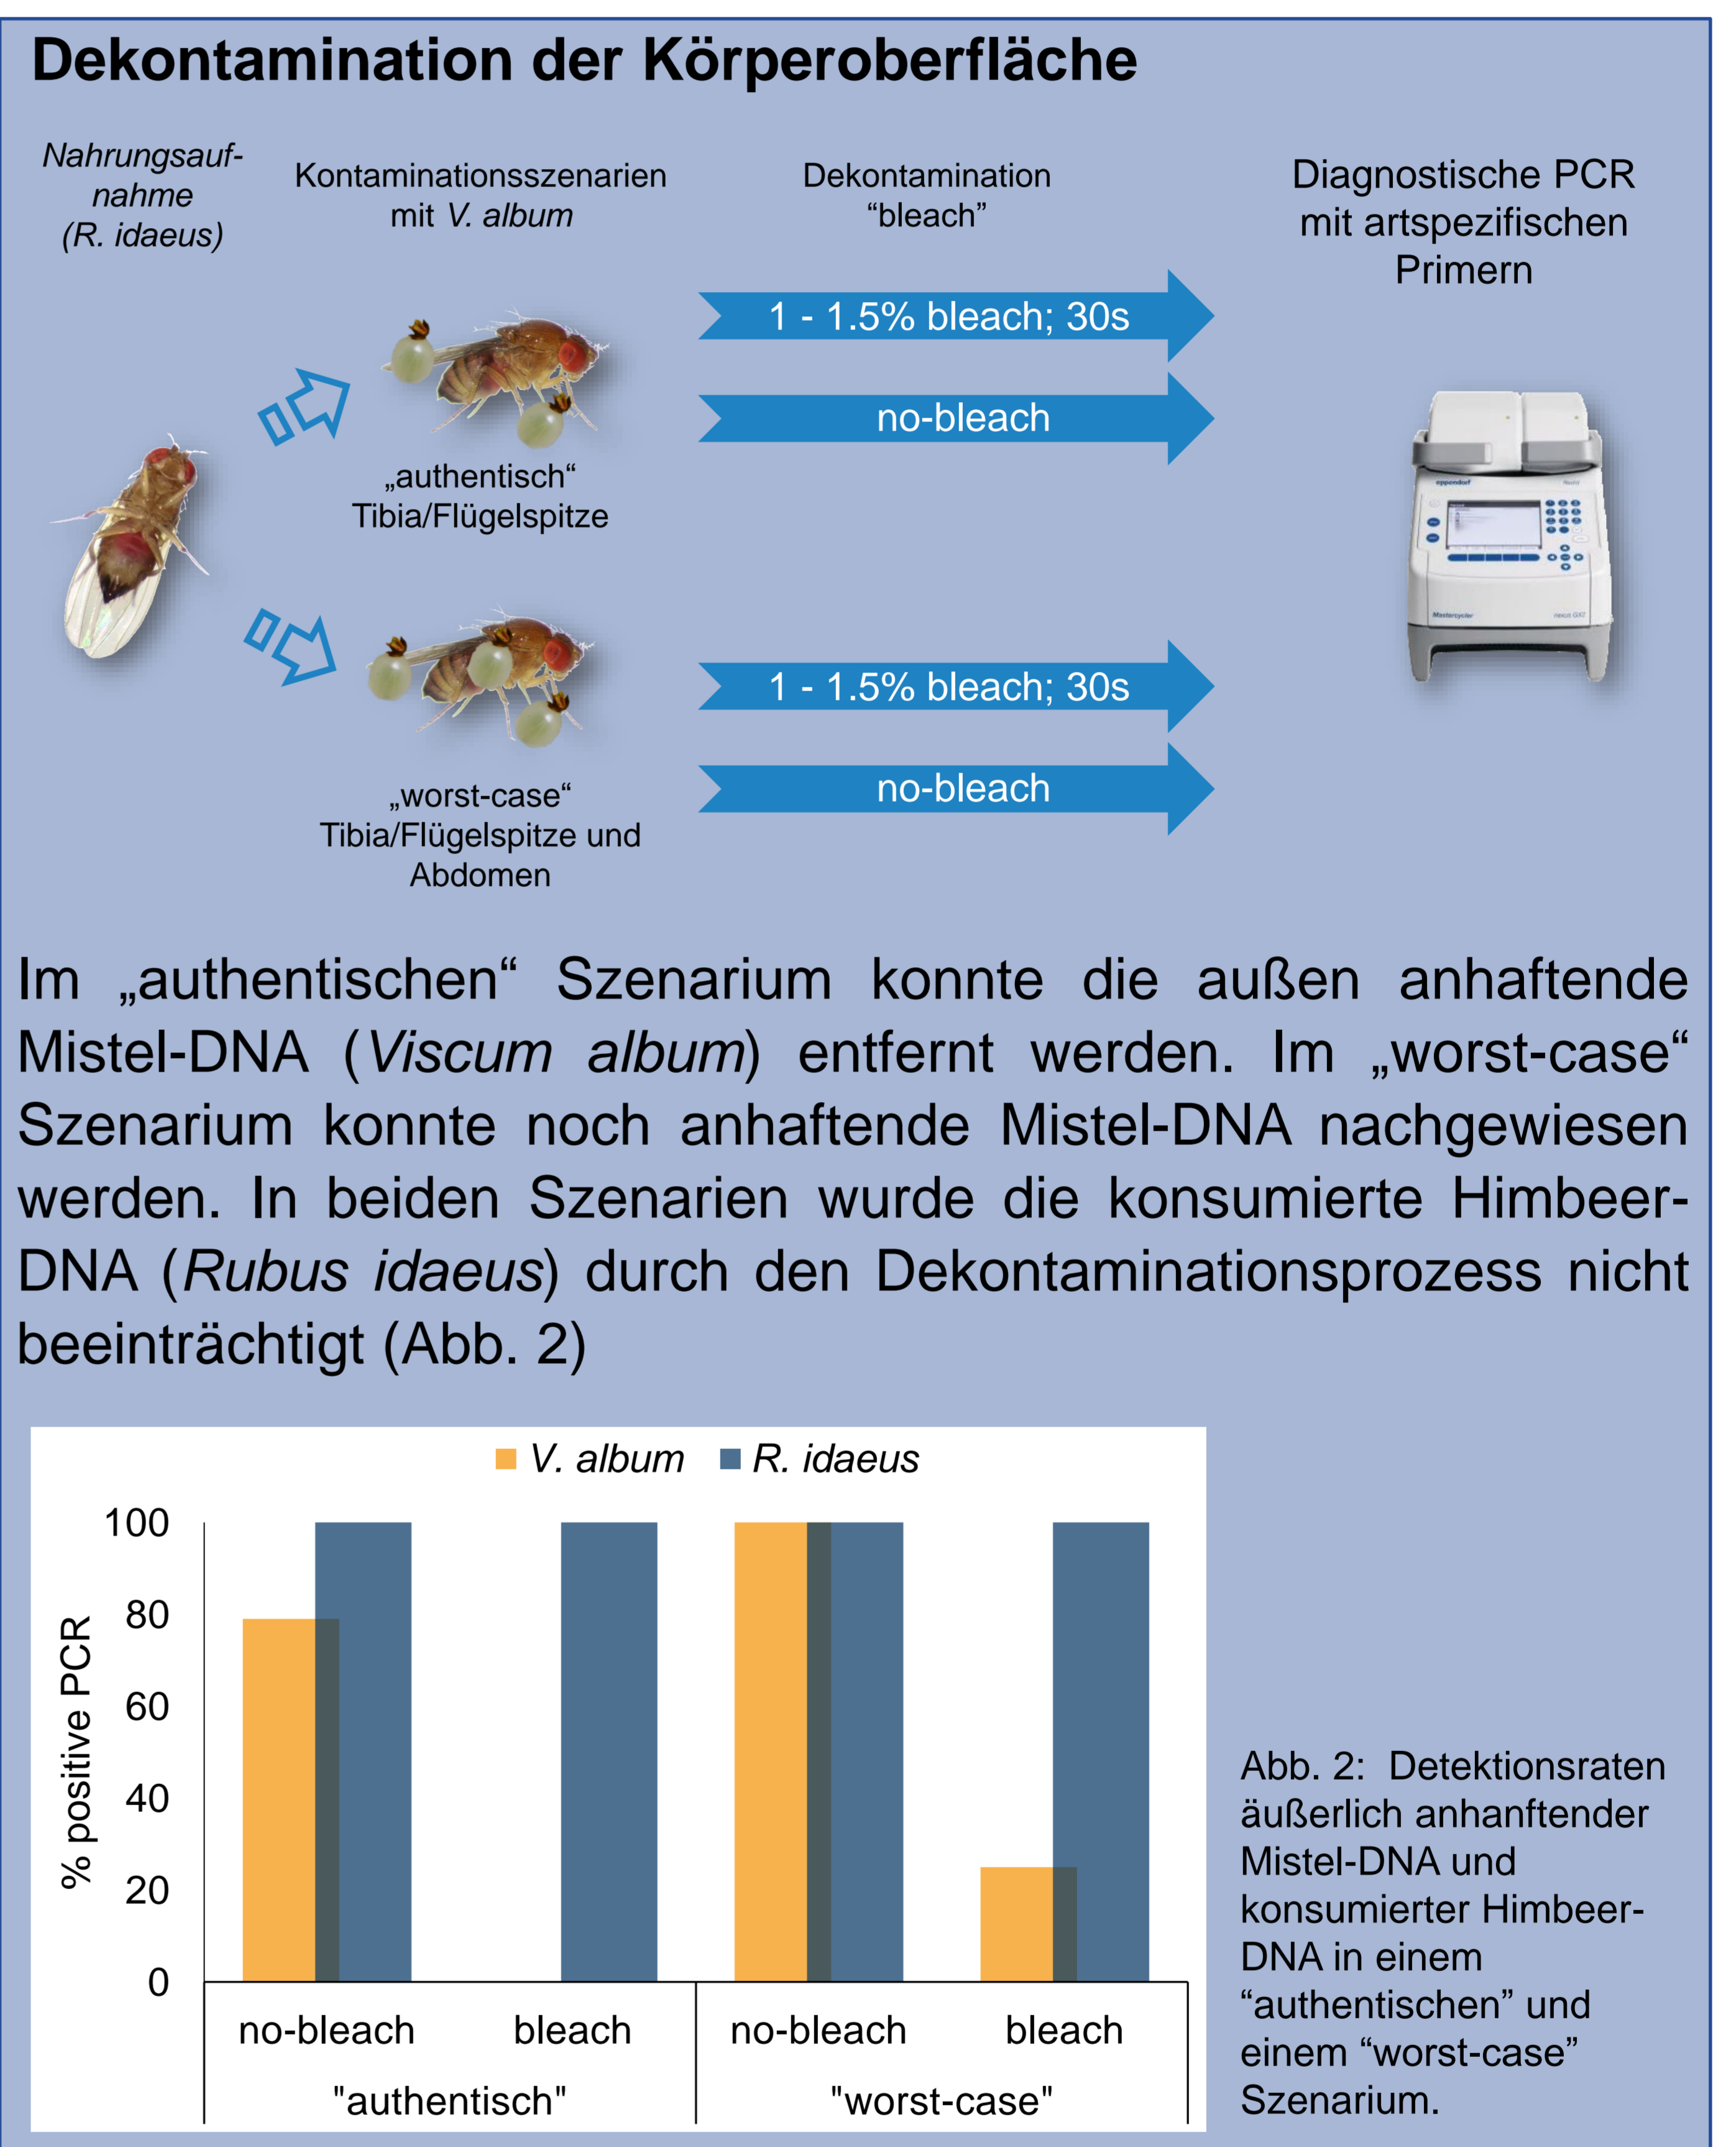 Dekontamination der Körperoberfläche
Nahrungsauf-
nahme
(R. idaeus)
Kontaminationsszenarien
mit V. album
Dekontamination
“bleach”
Diagnostische PCR
mit artspezifischen
Primern
1 - 1.5% bleach; 30s
no-bleach
„authentisch“
Tibia/Flügelspitze
eppendorf
Mastercycler
nexus GX2
1 - 1.5% bleach; 30s
no-bleach
„worst-case“
Tibia/Flügelspitze und
Abdomen
Im „authentischen“ Szenarium konnte die außen anhaftende
Mistel-DNA (Viscum album) entfernt werden. Im „worst-case“
Szenarium konnte noch anhaftende Mistel-DNA nachgewiesen
werden. In beiden Szenarien wurde die konsumierte Himbeer-
DNA (Rubus idaeus) durch den Dekontaminationsprozess nicht
beeinträchtigt (Abb. 2)
V. album R. idaeus
% positive PCR
100
80
60
40
20
0
no-bleach bleach no-bleach bleach
"authentisch" "worst-case"
Abb. 2: Detektionsraten
äußerlich anhanftender
Mistel-DNA und
konsumierter Himbeer-
DNA in einem
“authentischen” und
einem “worst-case”
Szenarium.